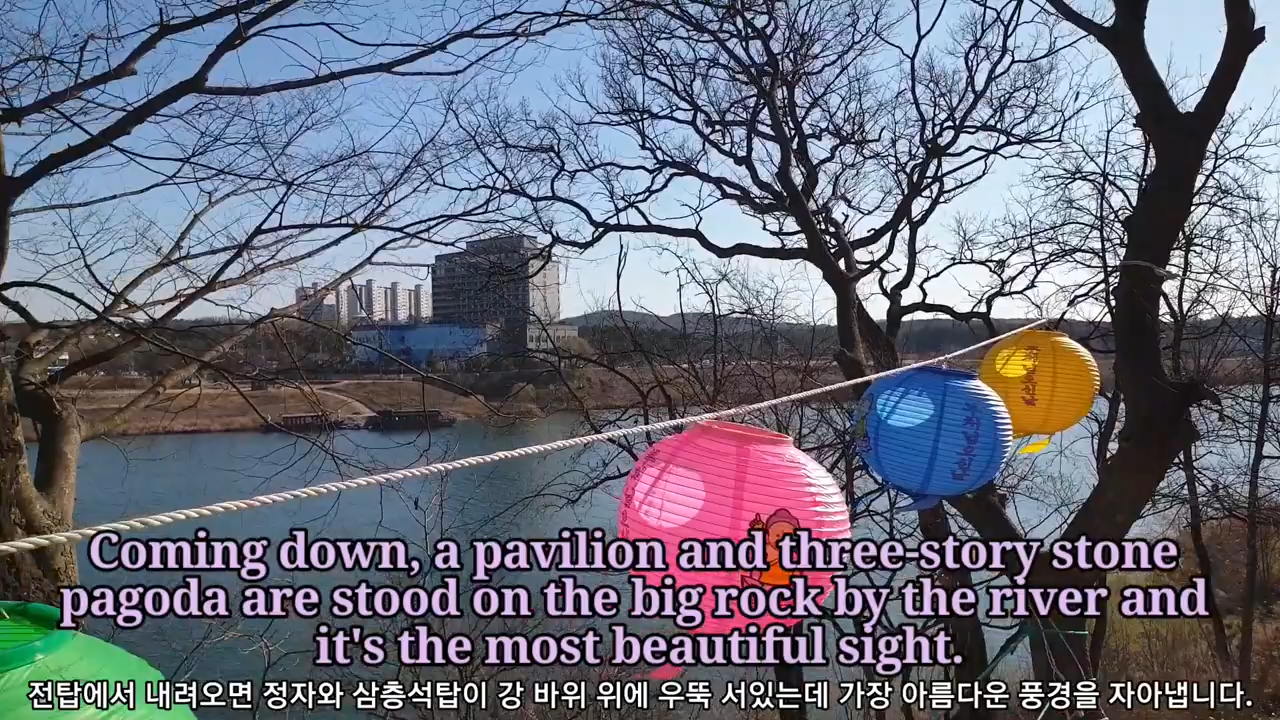 Coming down, a pavilion and three-story stone
pagoda are stood on the big rock by the river and
it's the most beautiful sight.
전탑에서 내려오면 정자와 삼층석탑이 강 바위 위에 우뚝 서있는데 가장 아름다운 풍경을 자아냅니다.